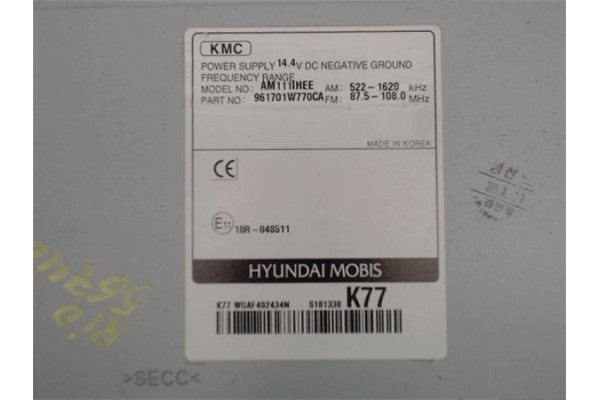 KMC
POWER SUPPLY 14.4V DC NEGATIVE GROUND
FREQUENCY RANGE
MODEL NO: AM111IHEE AM: 522-1620 kHz
PART NO: 961701W770CA FM: 87.5-108.0 MHz
MADE IN KOREA
CE
E11 10R-048511
HYUNDAI MOBIS
K77 WGAF402434N S181330 K77
RIO
>SECC<